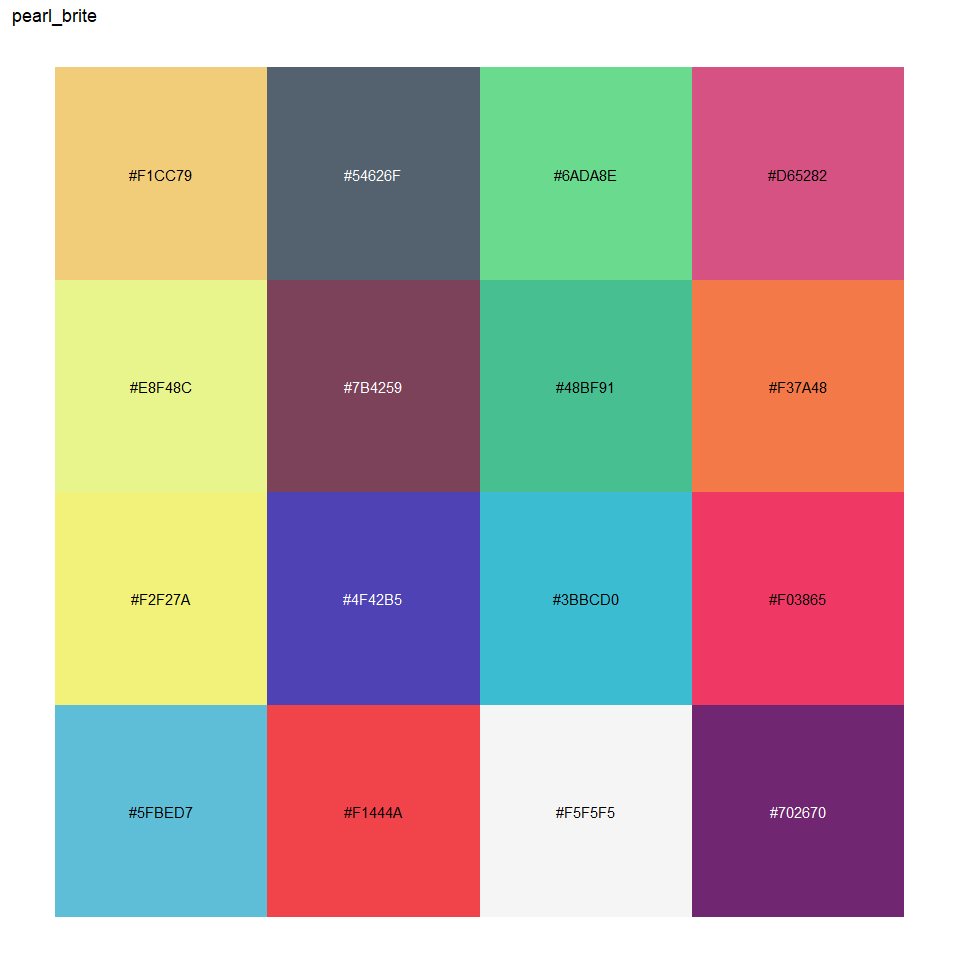 pearl_brite
#F1CC79 #54626F #6ADA8E #D65282
#E8F48C #7B4259 #48BF91 #F37A48
#F2F27A #4F42B5 #3BBCD0 #F03865
#5FBED7 #F1444A #F5F5F5 #702670